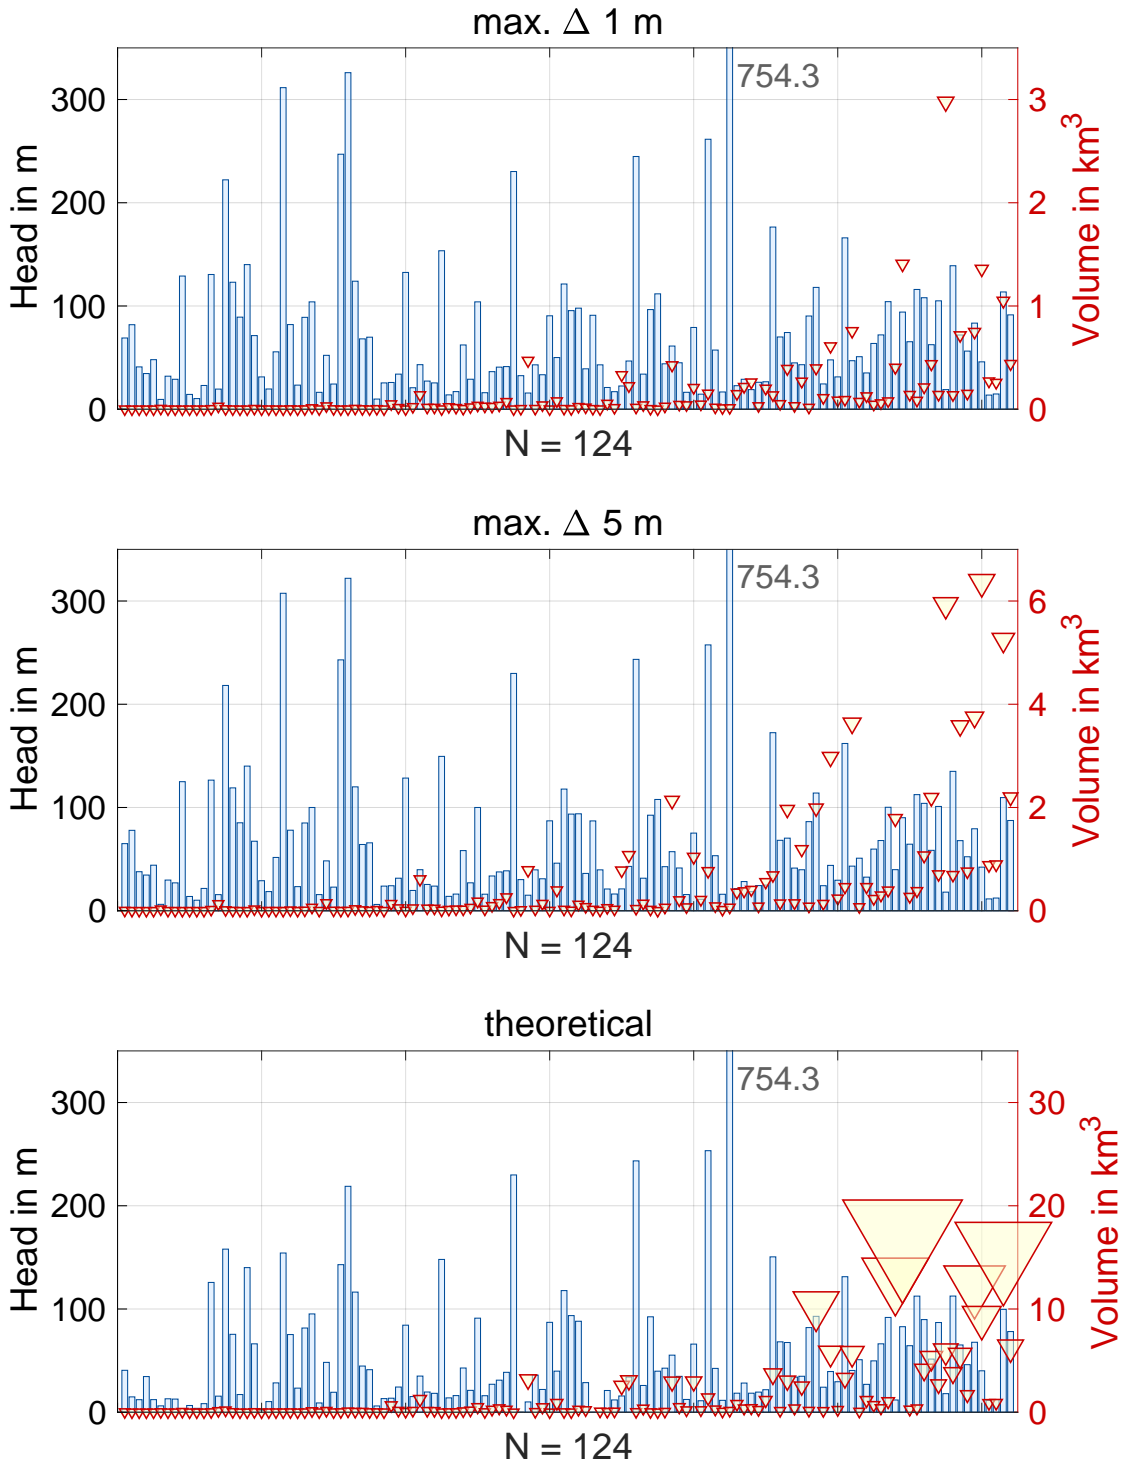 max. Δ 1 m
754.3
300
200
100
0
Head in m
3
2
1
0
Volume in km³
N = 124
max. Δ 5 m
754.3
300
200
100
0
Head in m
6
4
2
0
Volume in km³
N = 124
theoretical
754.3
300
200
100
0
Head in m
30
20
10
0
Volume in km³
N = 124